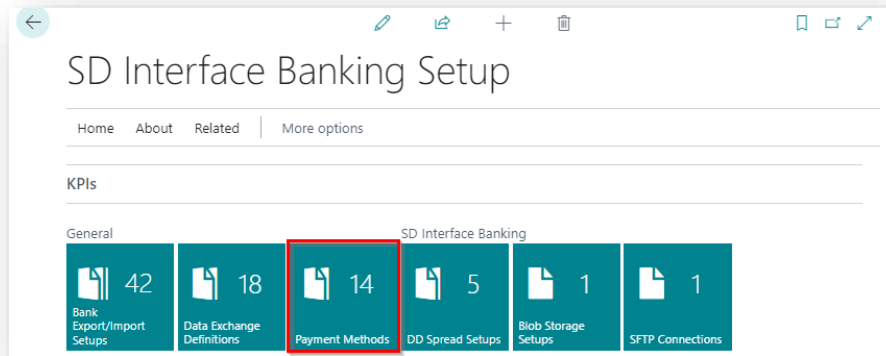 SD Interface Banking Setup
Home About Related More options
KPIs
General SD Interface Banking
42 18 14 5 1 1
Bank
Export/Import
Setups
Data Exchange
Definitions
Payment Methods
DD Spread Setups
Blob Storage
Setups
SFTP Connections